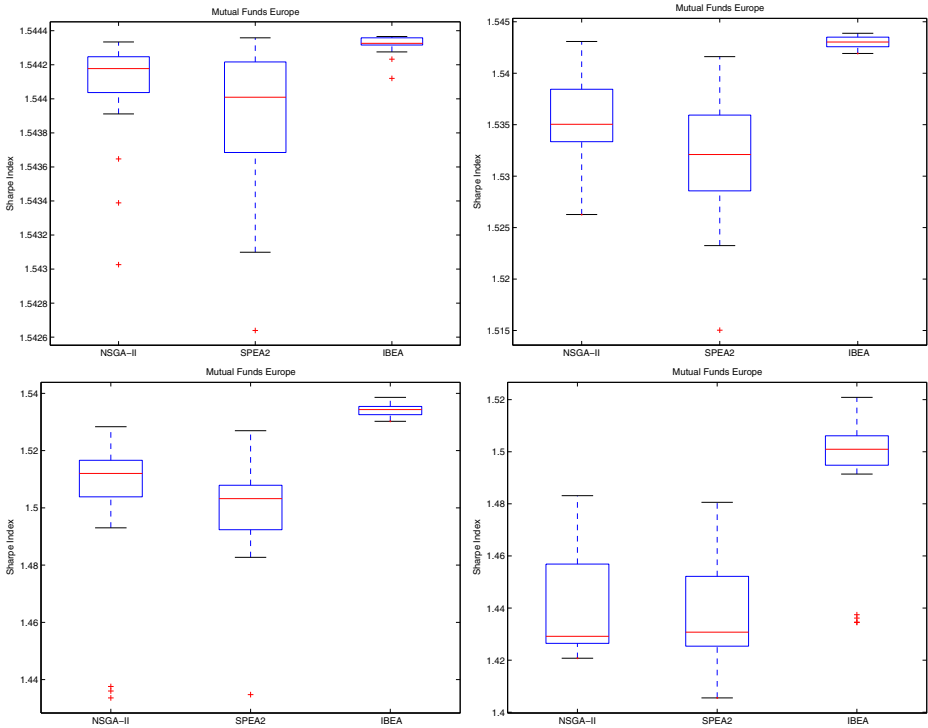 Mutual Funds Europe
1.5444
1.5442
1.544
1.5438
1.5436
1.5434
1.5432
1.543
1.5428
1.5426
Sharpe Index
NSGA−II
SPEA2
IBEA
Mutual Funds Europe
1.545
1.54
1.535
1.53
1.525
1.52
1.515
Sharpe Index
NSGA−II
SPEA2
IBEA
Mutual Funds Europe
1.54
1.52
1.5
1.48
1.46
1.44
Sharpe Index
NSGA−II
SPEA2
IBEA
Mutual Funds Europe
1.52
1.5
1.48
1.46
1.44
1.42
1.4
Sharpe Index
NSGA−II
SPEA2
IBEA